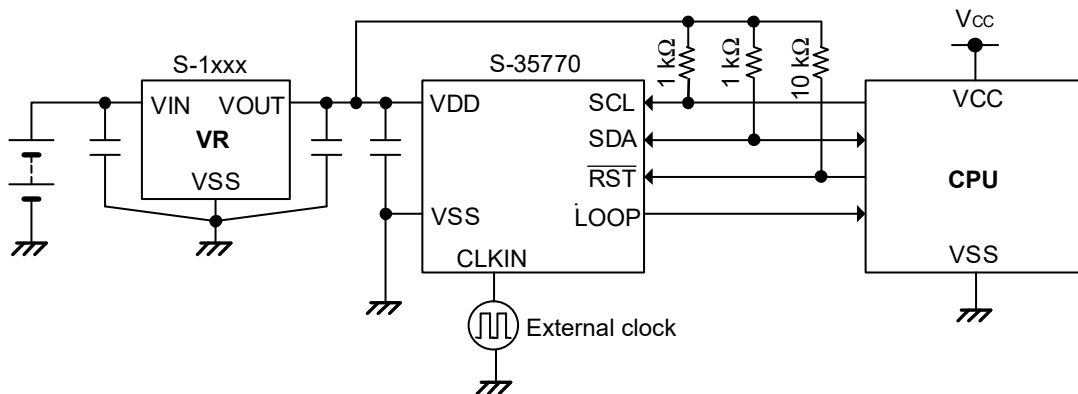 VCC
S-1xxx
S-35770
1 kΩ
1 kΩ
10 kΩ
VIN
VOUT
VR
VSS
VDD
SCL
VCC
SDA
RST
CPU
VSS
LOOP
CLKIN
VSS
External clock